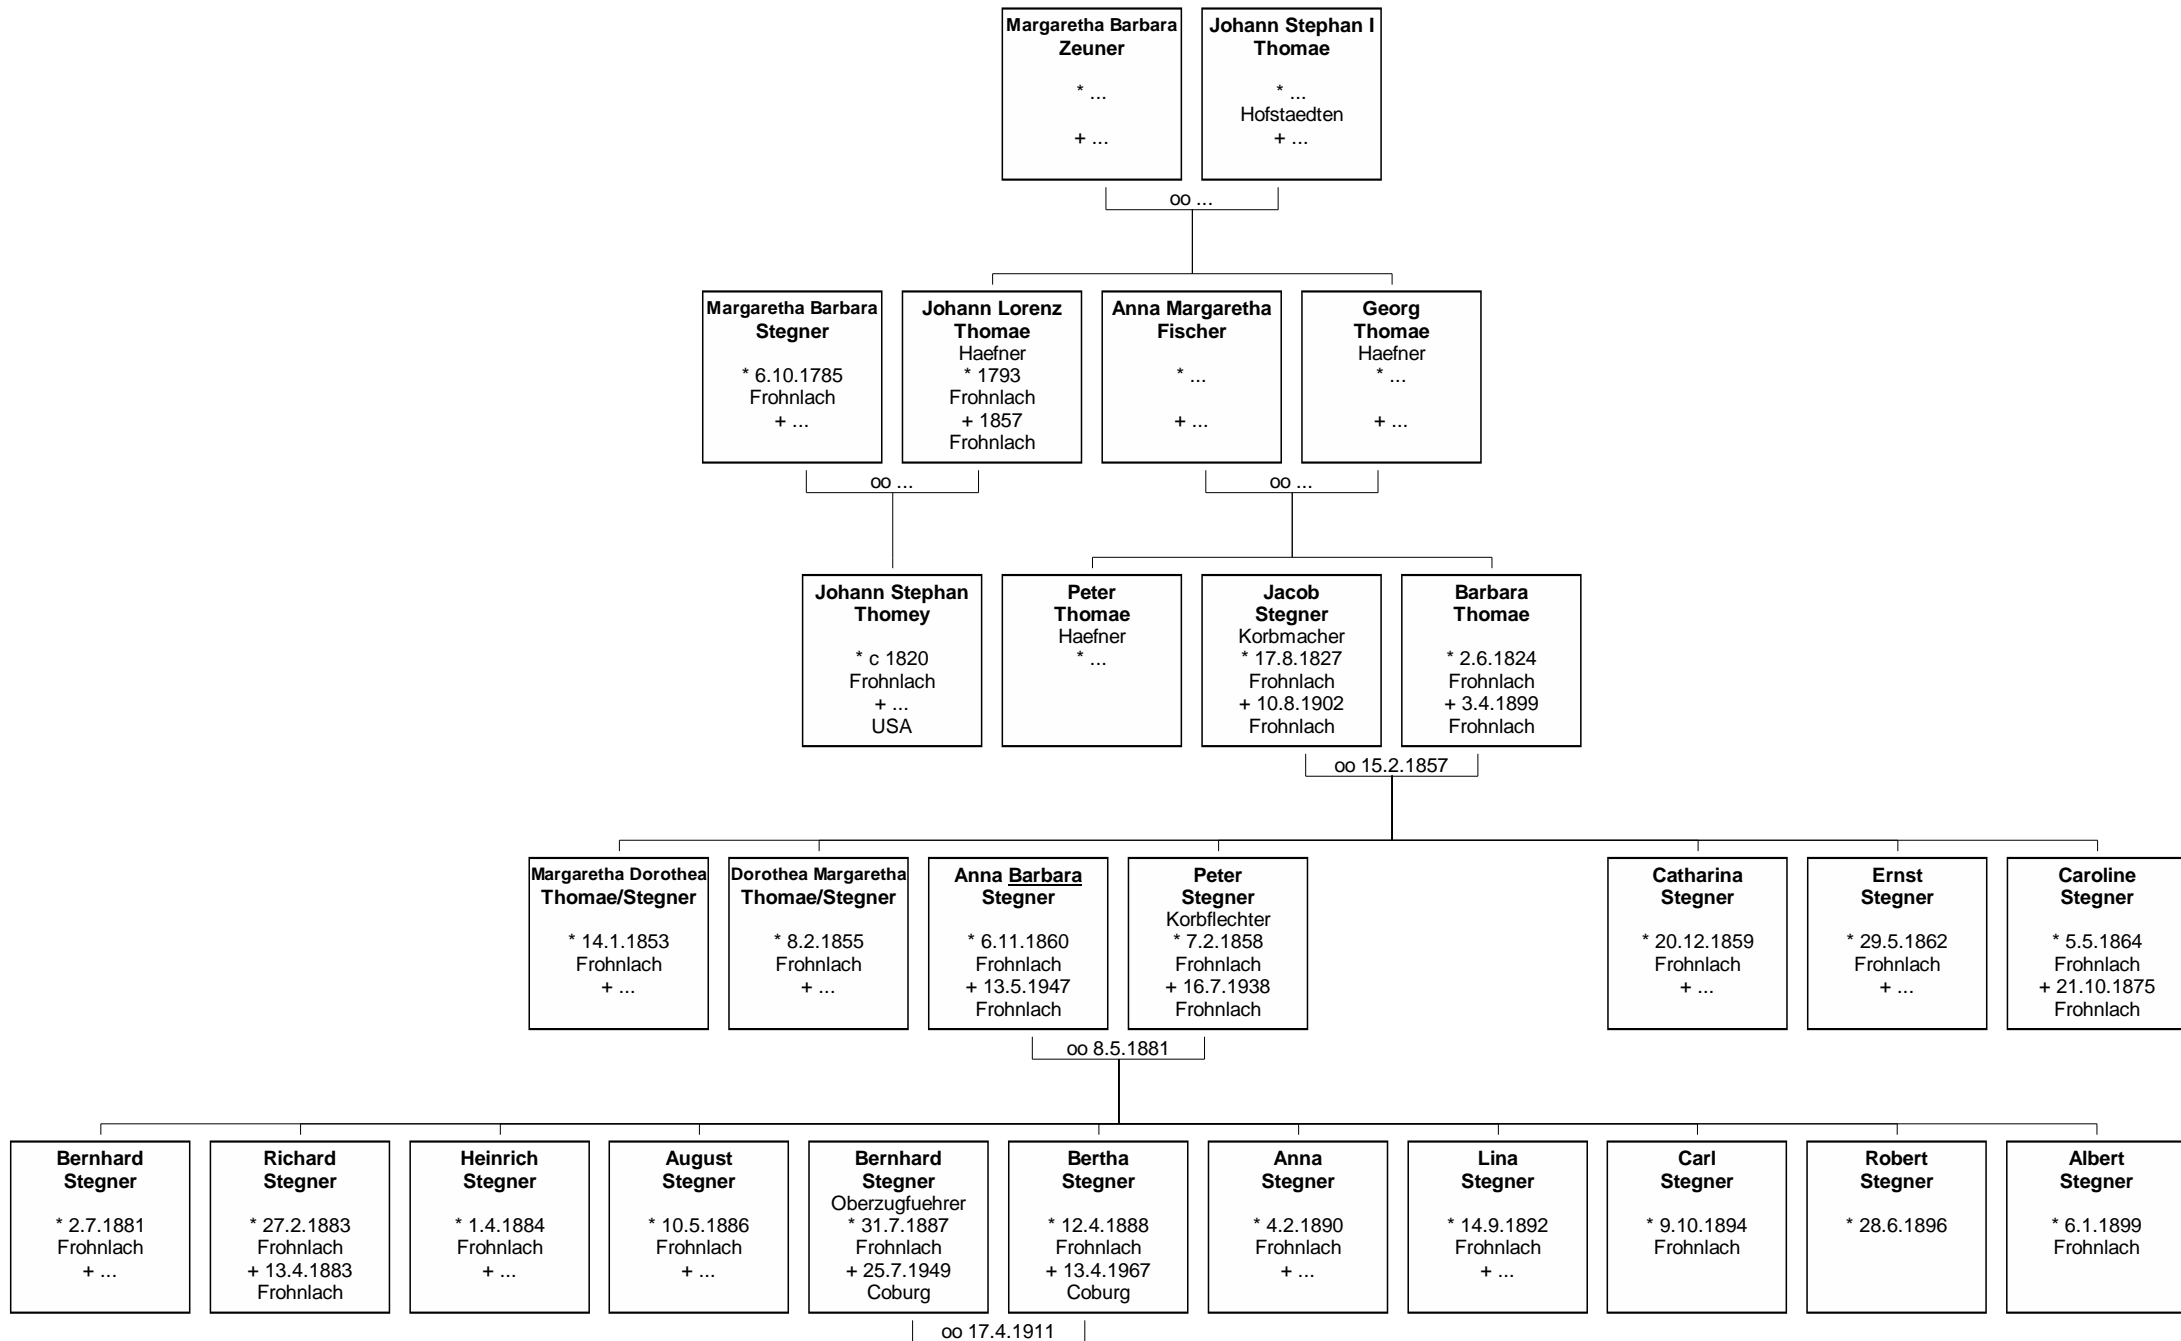 Margaretha Barbara
Zeuner
* ...
+ ...
Johann Stephan I
Thomae
* ...
Hofstaedten
+ ...
oo ...
Margaretha Barbara
Stegner
* 6.10.1785
Frohnlach
+ ...
Johann Lorenz
Thomae
Haefner
* 1793
Frohnlach
+ 1857
Frohnlach
Anna Margaretha
Fischer
* ...
+ ...
Georg
Thomae
Haefner
* ...
+ ...
oo ...
oo ...
Johann Stephan
Thomey
* c 1820
Frohnlach
+ ...
USA
Peter
Thomae
Haefner
* ...
Jacob
Stegner
Korbmacher
* 17.8.1827
Frohnlach
+ 10.8.1902
Frohnlach
Barbara
Thomae
* 2.6.1824
Frohnlach
+ 3.4.1899
Frohnlach
oo 15.2.1857
Margaretha Dorothea
Thomae/Stegner
* 14.1.1853
Frohnlach
+ ...
Dorothea Margaretha
Thomae/Stegner
* 8.2.1855
Frohnlach
+ ...
Anna Barbara
Stegner
* 6.11.1860
Frohnlach
+ 13.5.1947
Frohnlach
Peter
Stegner
Korbflechter
* 7.2.1858
Frohnlach
+ 16.7.1938
Frohnlach
Catharina
Stegner
* 20.12.1859
Frohnlach
+ ...
Ernst
Stegner
* 29.5.1862
Frohnlach
+ ...
Caroline
Stegner
* 5.5.1864
Frohnlach
+ 21.10.1875
Frohnlach
oo 8.5.1881
Bernhard
Stegner
* 2.7.1881
Frohnlach
+ ...
Richard
Stegner
* 27.2.1883
Frohnlach
+ 13.4.1883
Frohnlach
Heinrich
Stegner
* 1.4.1884
Frohnlach
+ ...
August
Stegner
* 10.5.1886
Frohnlach
+ ...
Bernhard
Stegner
Oberzugfuehrer
* 31.7.1887
Frohnlach
+ 25.7.1949
Coburg
Bertha
Stegner
* 12.4.1888
Frohnlach
+ 13.4.1967
Coburg
Anna
Stegner
* 4.2.1890
Frohnlach
+ ...
Lina
Stegner
* 14.9.1892
Frohnlach
+ ...
Carl
Stegner
* 9.10.1894
Frohnlach
Robert
Stegner
* 28.6.1896
Albert
Stegner
* 6.1.1899
Frohnlach
oo 17.4.1911